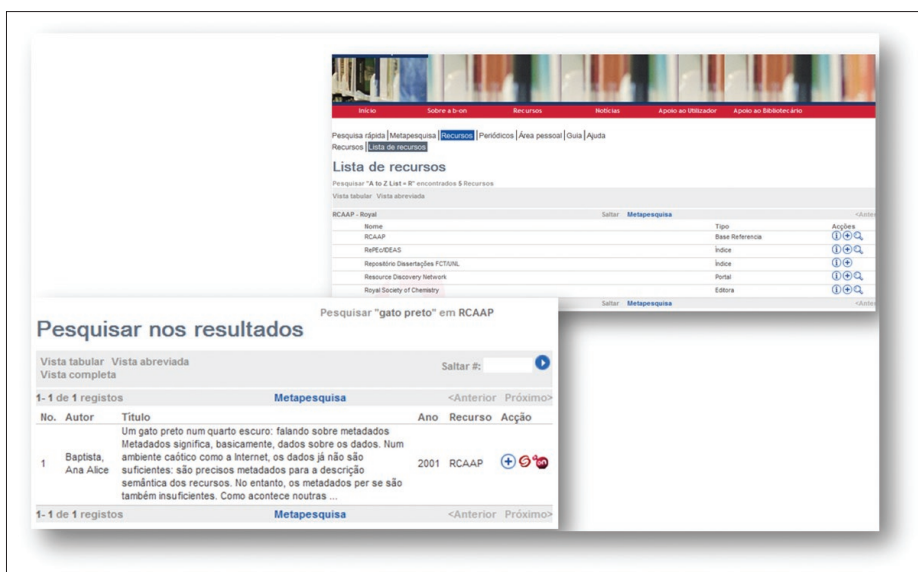 Início Sobre a b-on Recursos Notícias Apoio ao Utilizador Apoio ao Bibliotecário
Pesquisa rápida | Metapesquisa | Recursos | Periódicos | Área pessoal | Guia | Ajuda
Recursos | Lista de recursos
Lista de recursos
Pesquisar "A to Z List = R" encontrados 5 Recursos
Vista tabular Vista abreviada
RCAAP - Royal Saltar Metapesquisa
Nome Tipo Acções
RCAAP Base Referencia
RePEc/IDEAS Índice
Repositório Dissertações FCT/UNL Índice
Resource Discovery Network Portal
Royal Society of Chemistry Editora
Saltar Metapesquisa
Pesquisar "gato preto" em RCAAP
Pesquisar nos resultados
Vista tabular Vista abreviada
Vista completa
Saltar #:
1- 1 de 1 registos Metapesquisa <Anterior Próximo>
No. Autor Título Ano Recurso Acção
Um gato preto num quarto escuro: falando sobre metadados
Metadados significa, basicamente, dados sobre os dados. Num
ambiente caótico como a Internet, os dados já não são
suficientes: são precisos metadados para a descrição
semântica dos recursos. No entanto, os metadados per se são
também insuficientes. Como acontece noutras ...
1 Baptista, Ana Alice 2001 RCAAP
1- 1 de 1 registos Metapesquisa <Anterior Próximo>